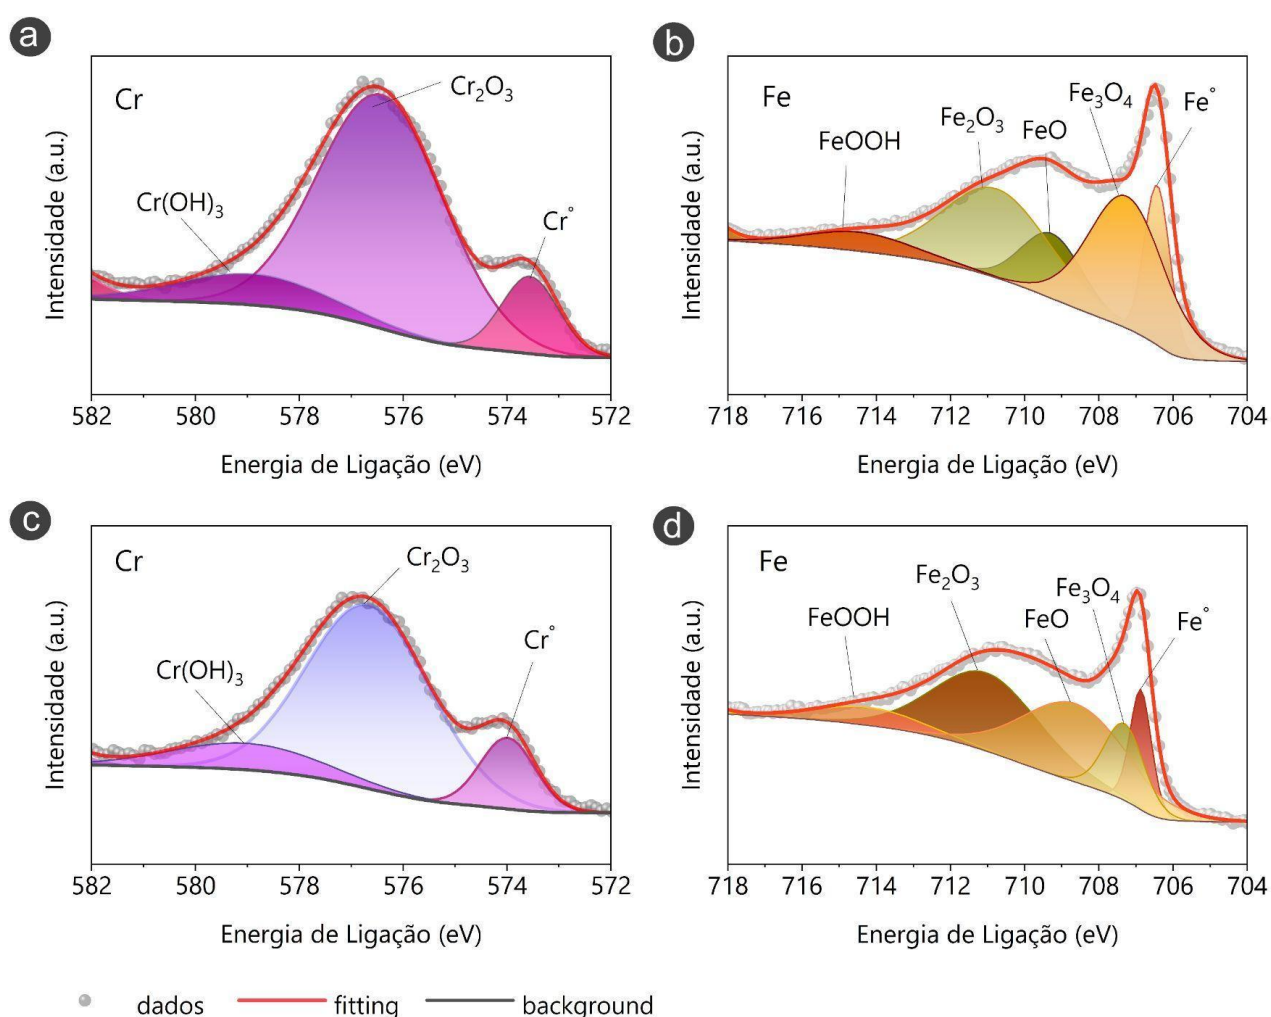 a
Cr
Cr₂O₃
Cr(OH)₃
Cr°
Intensidade (a.u.)
582 580 578 576 574 572
Energia de Ligação (eV)
b
Fe
FeOOH
Fe₂O₃
FeO
Fe₃O₄
Fe°
Intensidade (a.u.)
718 716 714 712 710 708 706 704
Energia de Ligação (eV)
c
Cr
Cr₂O₃
Cr(OH)₃
Cr°
Intensidade (a.u.)
582 580 578 576 574 572
Energia de Ligação (eV)
d
Fe
FeOOH
Fe₂O₃
FeO
Fe₃O₄
Fe°
Intensidade (a.u.)
718 716 714 712 710 708 706 704
Energia de Ligação (eV)
dados fitting background